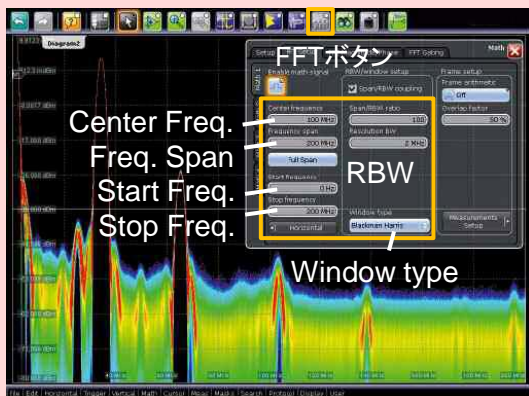 Diagram2
FFTボタン
Setup
FFT Gating
Math
Enable math signal
RBW/window setup
Frame setup
Span/RBW coupling
Frame arithmetic
Off
Center frequency
Span/RBW ratio
Overlap factor
Center Freq.
100 MHz
100
50 %
Frequency span
Resolution BW
Freq. Span
200 MHz
2 MHz
Full Span
RBW
Start Freq.
Start frequency
0 Hz
Stop frequency
Stop Freq.
200 MHz
Window type
Horizontal
Blackman Harris
Measurements
Setup
Window type
File Edit Horizontal Trigger Vertical Math Cursor Meas Masks Search Protocol Display User